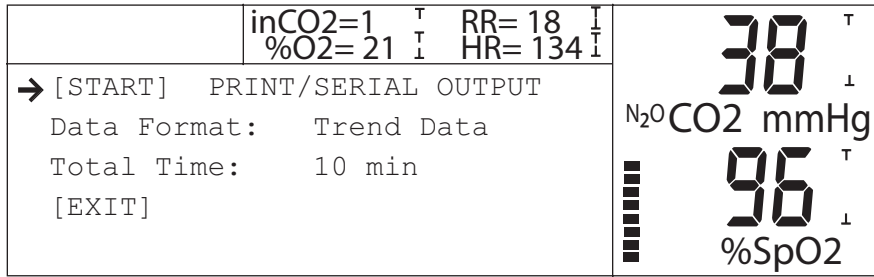 inCO2=1 RR= 18
%O2= 21 HR= 134
→ [START] PRINT/SERIAL OUTPUT
Data Format: Trend Data
Total Time: 10 min
[EXIT]
38
N2O CO2 mmHg
96
%SpO2